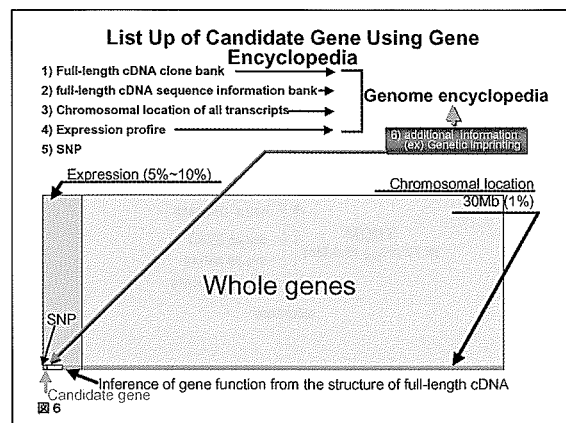 List Up of Candidate Gene Using Gene
Encyclopedia
1) Full-length cDNA clone bank
2) full-length cDNA sequence information bank
3) Chromosomal location of all transcripts
4) Expression profire
5) SNP
Genome encyclopedia
6) additional information
(ex) Genetic Imprinting
Expression (5%~10%)
Chromosomal location
30Mb (1%)
Whole genes
SNP
Inference of gene function from the structure of full-length cDNA
Candidate gene
図 6